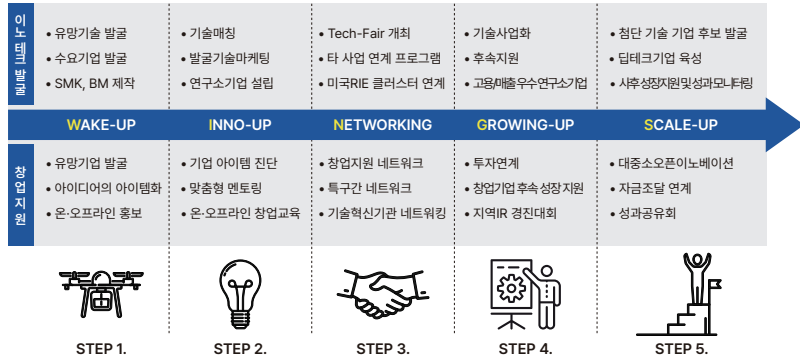 이노테크 발굴
• 유망기술 발굴
• 수요기업 발굴
• SMK, BM 제작
• 기술매칭
• 발굴기술마케팅
• 연구소기업 설립
• Tech-Fair 개최
• 타 사업 연계 프로그램
• 미국RIE 클러스터 연계
• 기술사업화
• 후속지원
• 고용/매출 우수 연구소기업
• 첨단 기술 기업 후보 발굴
• 딥테크기업 육성
• 사후 성장지원 및 성과 모니터링
WAKE-UP
INNO-UP
NETWORKING
GROWING-UP
SCALE-UP
창업지원
• 유망기업 발굴
• 아이디어의 아이템화
• 온·오프라인 홍보
• 기업 아이템 진단
• 맞춤형 멘토링
• 온·오프라인 창업교육
• 창업지원 네트워크
• 특구간 네트워크
• 기술혁신기관 네트워킹
• 투자연계
• 창업기업 후속 성장 지원
• 지역IR 경진대회
• 대중소오픈이노베이션
• 자금조달 연계
• 성과공유회
STEP 1.
STEP 2.
STEP 3.
STEP 4.
STEP 5.